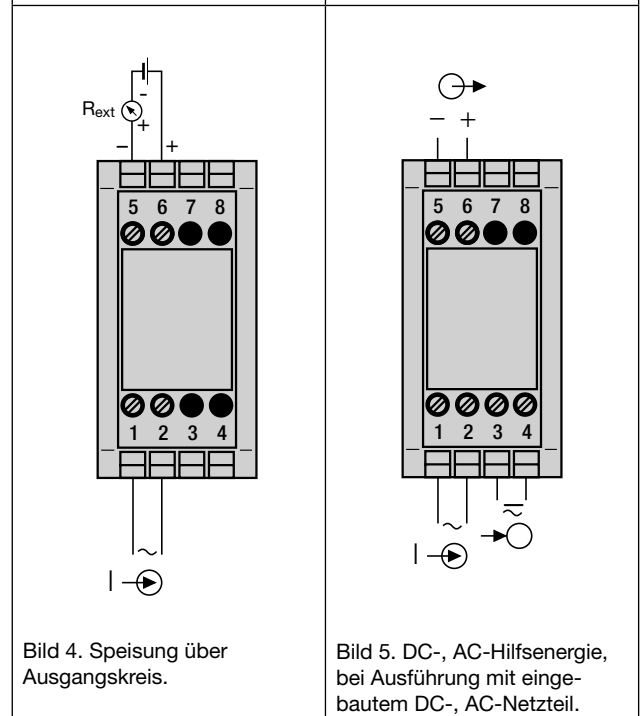 Rext
-
+
− +
5 6 7 8
1 2 3 4
~
I
Bild 4. Speisung über
Ausgangskreis.
− +
5 6 7 8
1 2 3 4
~
I
Bild 5. DC-, AC-Hilfsenergie,
bei Ausführung mit einge-
bautem DC-, AC-Netzteil.